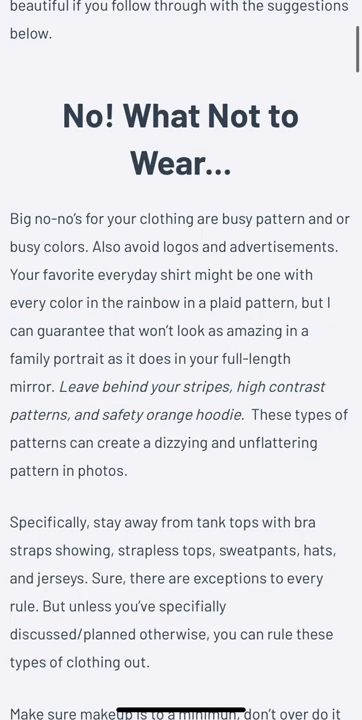 beautiful if you follow through with the suggestions
below.
No! What Not to
Wear...
Big no-no's for your clothing are busy pattern and or
busy colors. Also avoid logos and advertisements.
Your favorite everyday shirt might be one with
every color in the rainbow in a plaid pattern, but I
can guarantee that won't look as amazing in a
family portrait as it does in your full-length
mirror. Leave behind your stripes, high contrast
patterns, and safety orange hoodie. These types of
patterns can create a dizzying and unflattering
pattern in photos.
Specifically, stay away from tank tops with bra
straps showing, strapless tops, sweatpants, hats,
and jerseys. Sure, there are exceptions to every
rule. But unless you've specifially
discussed/planned otherwise, you can rule these
types of clothing out.
Make sure makeup is to a minimun, don't over do it